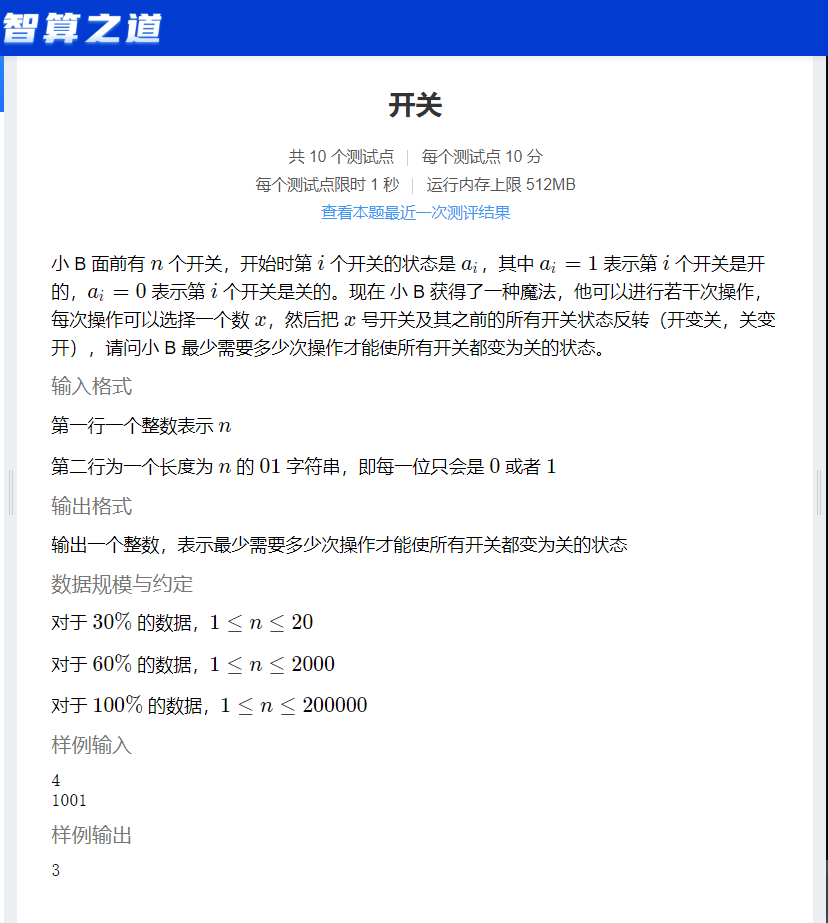 智算之道
开关
共 10 个测试点 | 每个测试点 10 分
每个测试点限时 1 秒 | 运行内存上限 512MB
查看本题最近一次测评结果
小 B 面前有 n 个开关，开始时第 i 个开关的状态是 a_i，其中 a_i = 1 表示第 i 个开关是开
的，a_i = 0 表示第 i 个开关是关的。现在 小 B 获得了一种魔法，他可以进行若干次操作，
每次操作可以选择一个数 x，然后把 x 号开关及其之前的所有开关状态反转（开变关，关变
开），请问小 B 最少需要多少次操作才能使所有开关都变为关的状态。
输入格式
第一行一个整数表示 n
第二行为一个长度为 n 的 01 字符串，即每一位只会是 0 或者 1
输出格式
输出一个整数，表示最少需要多少次操作才能使所有开关都变为关的状态
数据规模与约定
对于 30% 的数据，1 ≤ n ≤ 20
对于 60% 的数据，1 ≤ n ≤ 2000
对于 100% 的数据，1 ≤ n ≤ 200000
样例输入
4
1001
样例输出
3